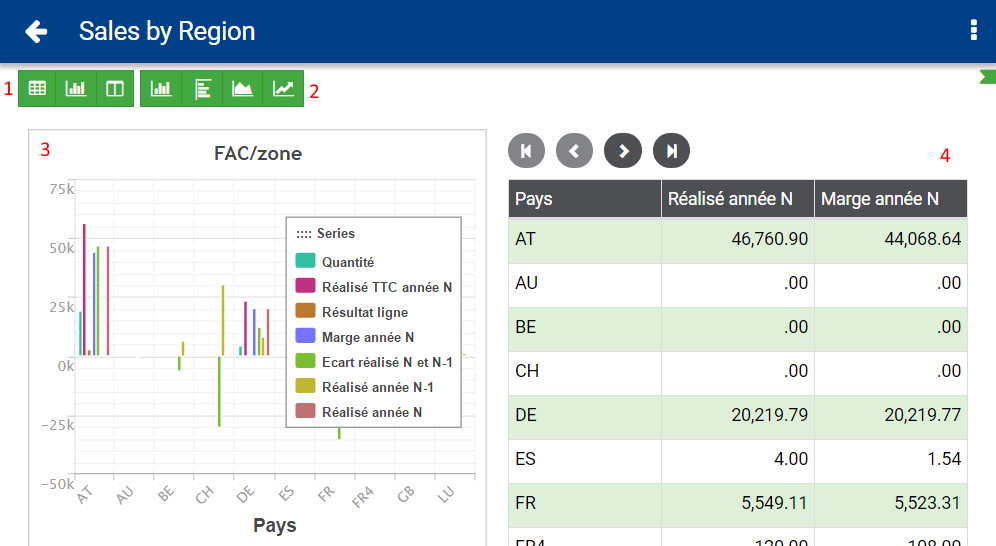 Sales by Region
1
2
3
FAC/zone
75k
50k
25k
0k
-25k
-50k
:::: Series
Quantité
Réalisé TTC année N
Résultat ligne
Marge année N
Ecart réalisé N et N-1
Réalisé année N-1
Réalisé année N
AT AU BE CH DE ES FR FR4 GB LU
Pays
4
Pays Réalisé année N Marge année N
AT 46,760.90 44,068.64
AU .00 .00
BE .00 .00
CH .00 .00
DE 20,219.79 20,219.77
ES 4.00 1.54
FR 5,549.11 5,523.31
FR4 120.00 108.00